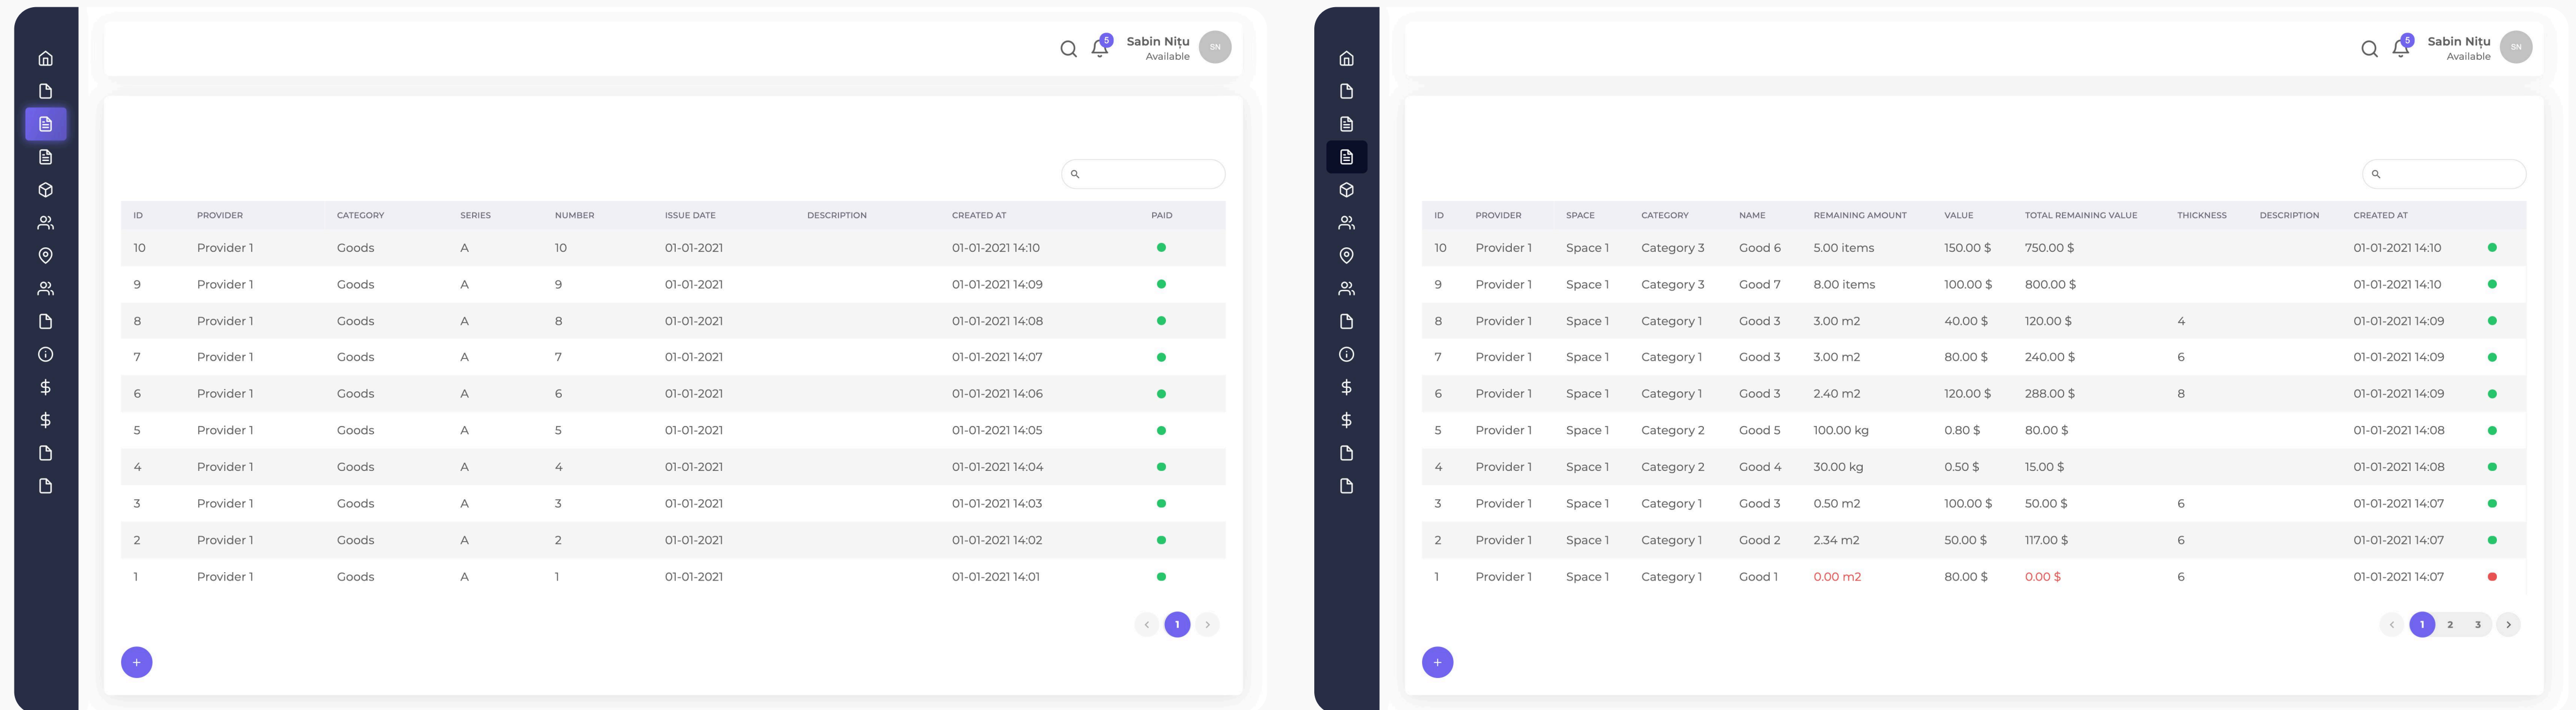 5
Sabin Nițu
Available
SN
ID PROVIDER CATEGORY SERIES NUMBER ISSUE DATE DESCRIPTION CREATED AT PAID
10 Provider 1 Goods A 10 01-01-2021 01-01-2021 14:10
9 Provider 1 Goods A 9 01-01-2021 01-01-2021 14:09
8 Provider 1 Goods A 8 01-01-2021 01-01-2021 14:08
7 Provider 1 Goods A 7 01-01-2021 01-01-2021 14:07
6 Provider 1 Goods A 6 01-01-2021 01-01-2021 14:06
5 Provider 1 Goods A 5 01-01-2021 01-01-2021 14:05
4 Provider 1 Goods A 4 01-01-2021 01-01-2021 14:04
3 Provider 1 Goods A 3 01-01-2021 01-01-2021 14:03
2 Provider 1 Goods A 2 01-01-2021 01-01-2021 14:02
1 Provider 1 Goods A 1 01-01-2021 01-01-2021 14:01
1
5
Sabin Nițu
Available
SN
ID PROVIDER SPACE CATEGORY NAME REMAINING AMOUNT VALUE TOTAL REMAINING VALUE THICKNESS DESCRIPTION CREATED AT
10 Provider 1 Space 1 Category 3 Good 6 5.00 items 150.00 $ 750.00 $ 01-01-2021 14:10
9 Provider 1 Space 1 Category 3 Good 7 8.00 items 100.00 $ 800.00 $ 01-01-2021 14:10
8 Provider 1 Space 1 Category 1 Good 3 3.00 m2 40.00 $ 120.00 $ 4 01-01-2021 14:09
7 Provider 1 Space 1 Category 1 Good 3 3.00 m2 80.00 $ 240.00 $ 6 01-01-2021 14:09
6 Provider 1 Space 1 Category 1 Good 3 2.40 m2 120.00 $ 288.00 $ 8 01-01-2021 14:09
5 Provider 1 Space 1 Category 2 Good 5 100.00 kg 0.80 $ 80.00 $ 01-01-2021 14:08
4 Provider 1 Space 1 Category 2 Good 4 30.00 kg 0.50 $ 15.00 $ 01-01-2021 14:08
3 Provider 1 Space 1 Category 1 Good 3 0.50 m2 100.00 $ 50.00 $ 6 01-01-2021 14:07
2 Provider 1 Space 1 Category 1 Good 2 2.34 m2 50.00 $ 117.00 $ 6 01-01-2021 14:07
1 Provider 1 Space 1 Category 1 Good 1 0.00 m2 80.00 $ 0.00 $ 6 01-01-2021 14:07
1 2 3